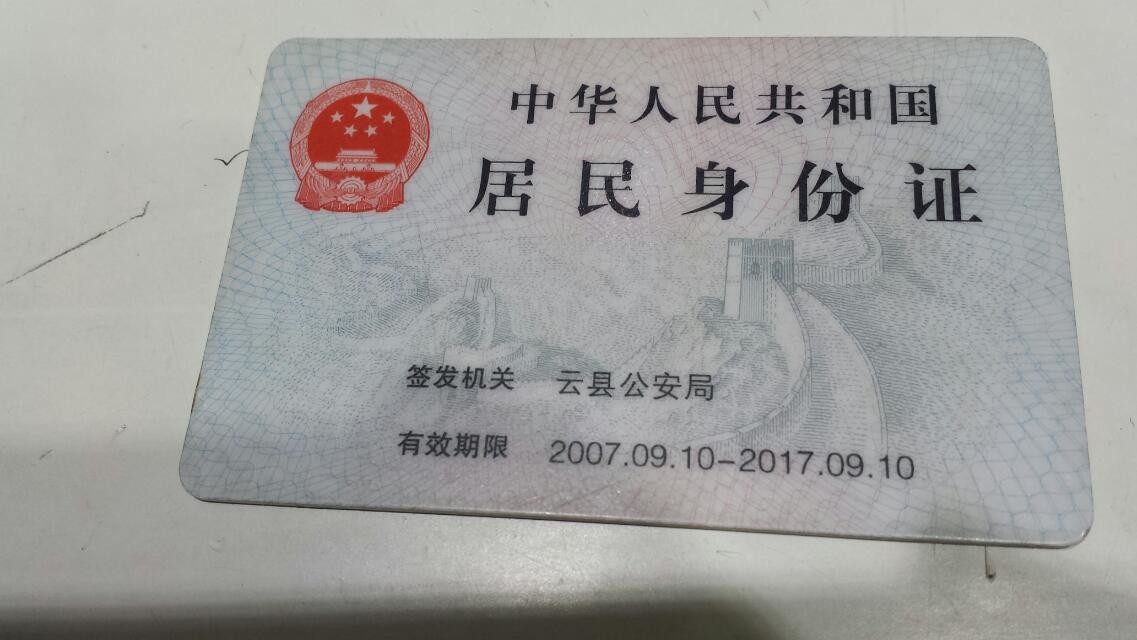 中华人民共和国
居民身份证
签发机关 云县公安局
有效期限 2007.09.10-2017.09.10